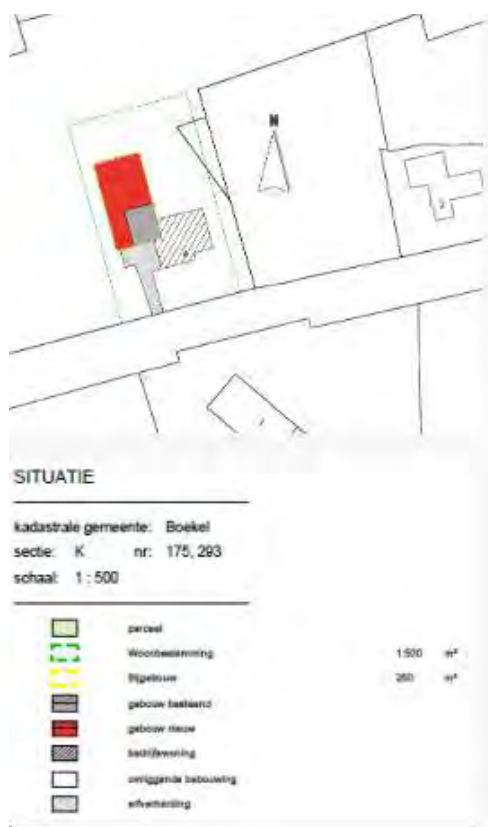 N
SITUATIE
kadastrale gemeente: Boekel
sectie: K nr: 175, 293
schaal: 1 : 500
perceel
Woonbestemming 1.500 m²
Bijgebouw 250 m²
gebouw bestaand
gebouw nieuw
bedrijfswoning
omliggende bebouwing
erfverharding